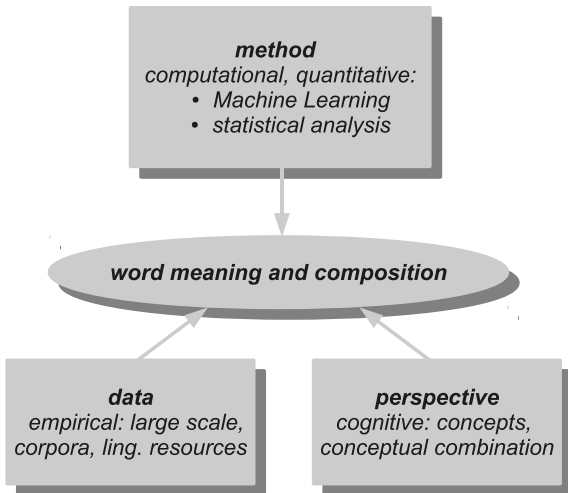 method
computational, quantitative:
• Machine Learning
• statistical analysis
word meaning and composition
data
empirical: large scale,
corpora, ling. resources
perspective
cognitive: concepts,
conceptual combination